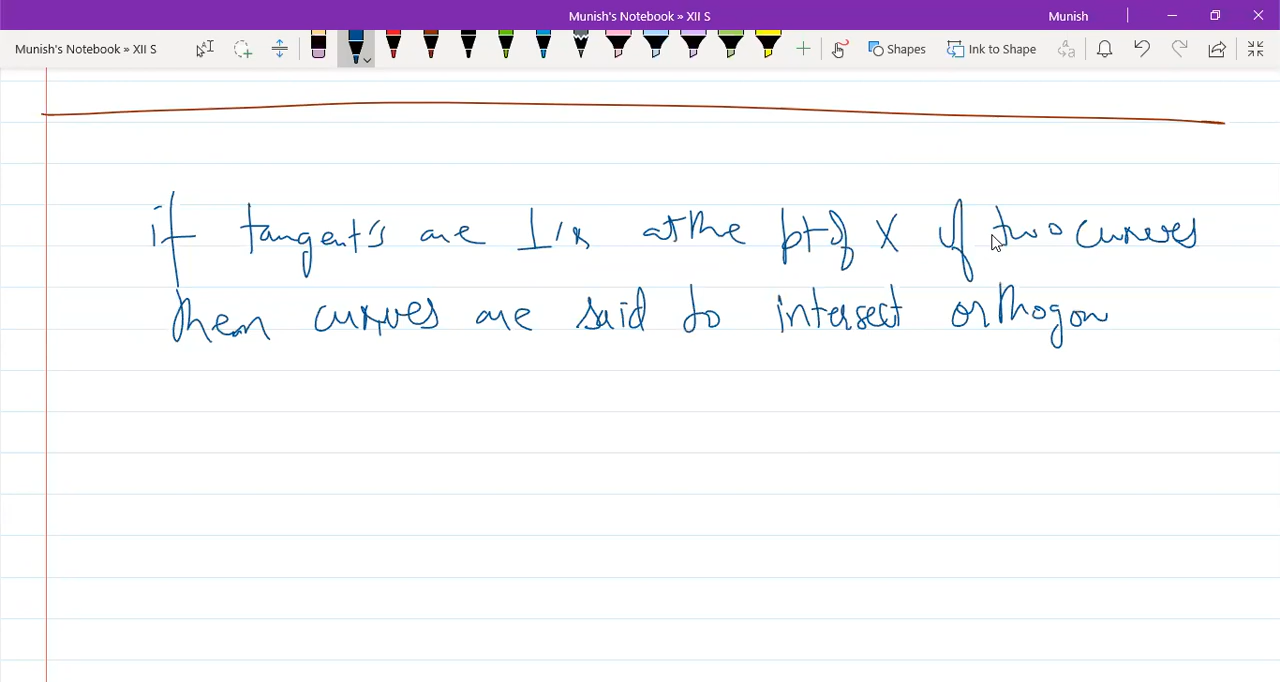 Munish's Notebook » XII S
Munish
Munish's Notebook » XII S
Shapes
Ink to Shape
if tangent's are ⊥/r at the pt of X of two curves
then curves are said to intersect orthogon